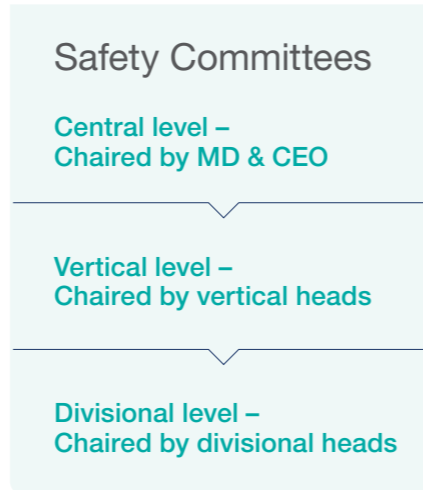 Safety Committees
Central level –
Chaired by MD & CEO
Vertical level –
Chaired by vertical heads
Divisional level –
Chaired by divisional heads